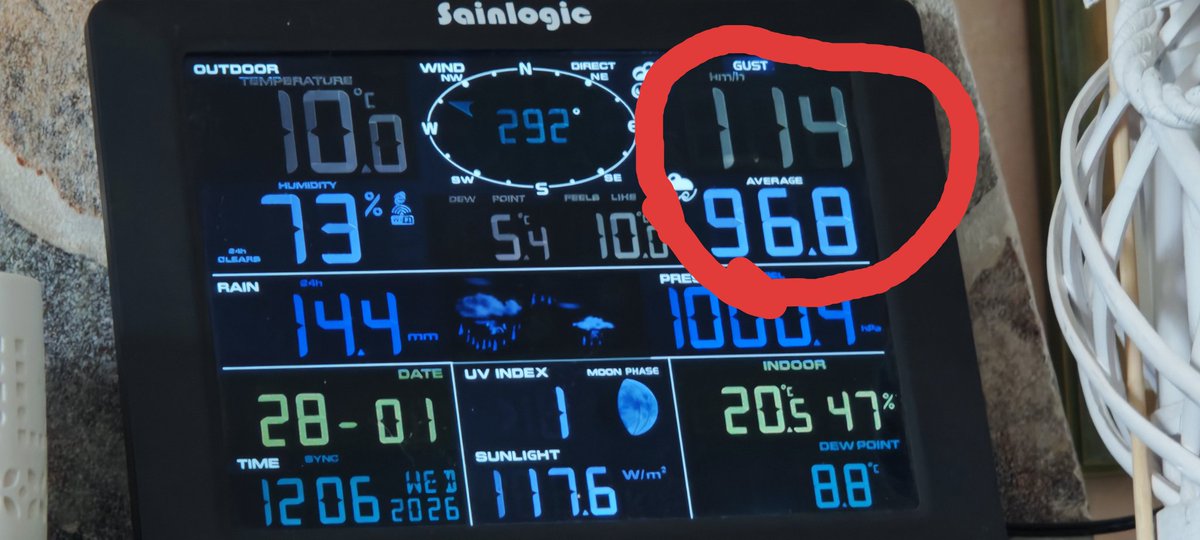 Sainlogic
OUTDOOR
TEMPERATURE
10.0 °C
WIND
N
NE
SE
S
SW
W
NW
DIRECT
292°
GUST
km/h
114
AVERAGE
96.8
HUMIDITY
73 %
24h
CLEARS
DEW POINT
5.4 °C
FEELS LIKE
10.0
RAIN
24h
14.4 mm
1000.4 hPa
DATE
28-01
TIME
SYNC
1206
WED
2026
UV INDEX
1
MOON PHASE
SUNLIGHT
117.6 W/m²
INDOOR
20.5 °C 47%
DEW POINT
8.8 °C